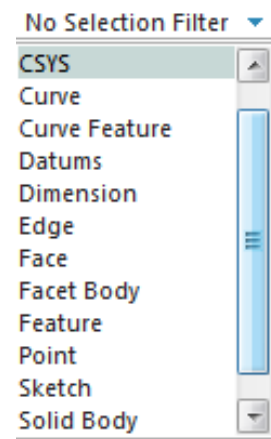 No Selection Filter
CSYS
Curve
Curve Feature
Datums
Dimension
Edge
Face
Facet Body
Feature
Point
Sketch
Solid Body